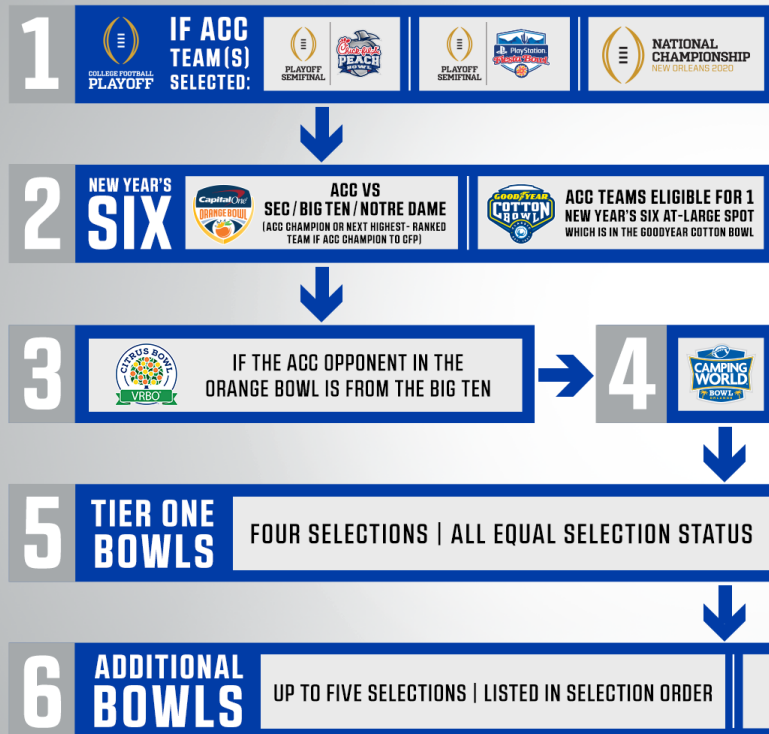 1
COLLEGE FOOTBALL
PLAYOFF
IF ACC
TEAM(S)
SELECTED:
PLAYOFF
SEMIFINAL
Chick-fil-A
PEACH
BOWL
PLAYOFF
SEMIFINAL
PlayStation
Fiesta Bowl
NATIONAL
CHAMPIONSHIP
NEW ORLEANS 2020
2
NEW YEAR'S
SIX
Capital One
ORANGE BOWL
ACC VS
SEC/BIG TEN/NOTRE DAME
(ACC CHAMPION OR NEXT HIGHEST- RANKED
TEAM IF ACC CHAMPION TO CFP)
GOODYEAR
COTTON
BOWL
ACC TEAMS ELIGIBLE FOR 1
NEW YEAR'S SIX AT-LARGE SPOT
WHICH IS IN THE GOODYEAR COTTON BOWL
3
CITRUS BOWL
VRBO
IF THE ACC OPPONENT IN THE
ORANGE BOWL IS FROM THE BIG TEN
4
CAMPING
WORLD
BOWL
ORLANDO
5
TIER ONE
BOWLS
FOUR SELECTIONS | ALL EQUAL SELECTION STATUS
6
ADDITIONAL
BOWLS
UP TO FIVE SELECTIONS | LISTED IN SELECTION ORDER